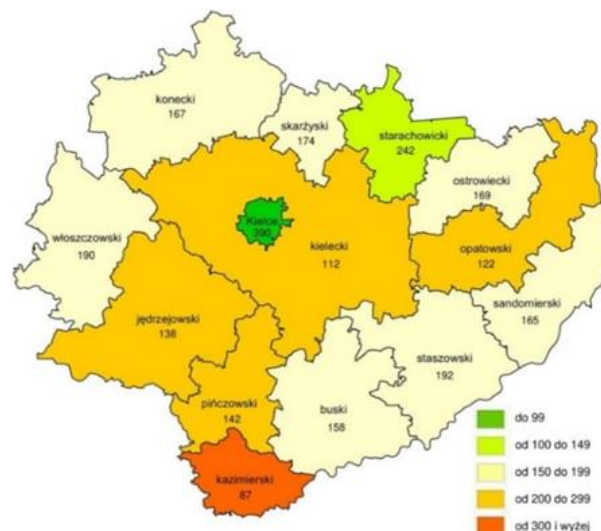 konecki
167
skarżyski
174
starachowicki
242
ostrowiecki
169
Kielce
390
włoszczowski
190
kielecki
112
opatowski
122
sandomierski
165
jędrzejowski
138
staszowski
192
pińczowski
142
buski
158
kazimierski
87
do 99
od 100 do 149
od 150 do 199
od 200 do 299
od 300 i wyżej